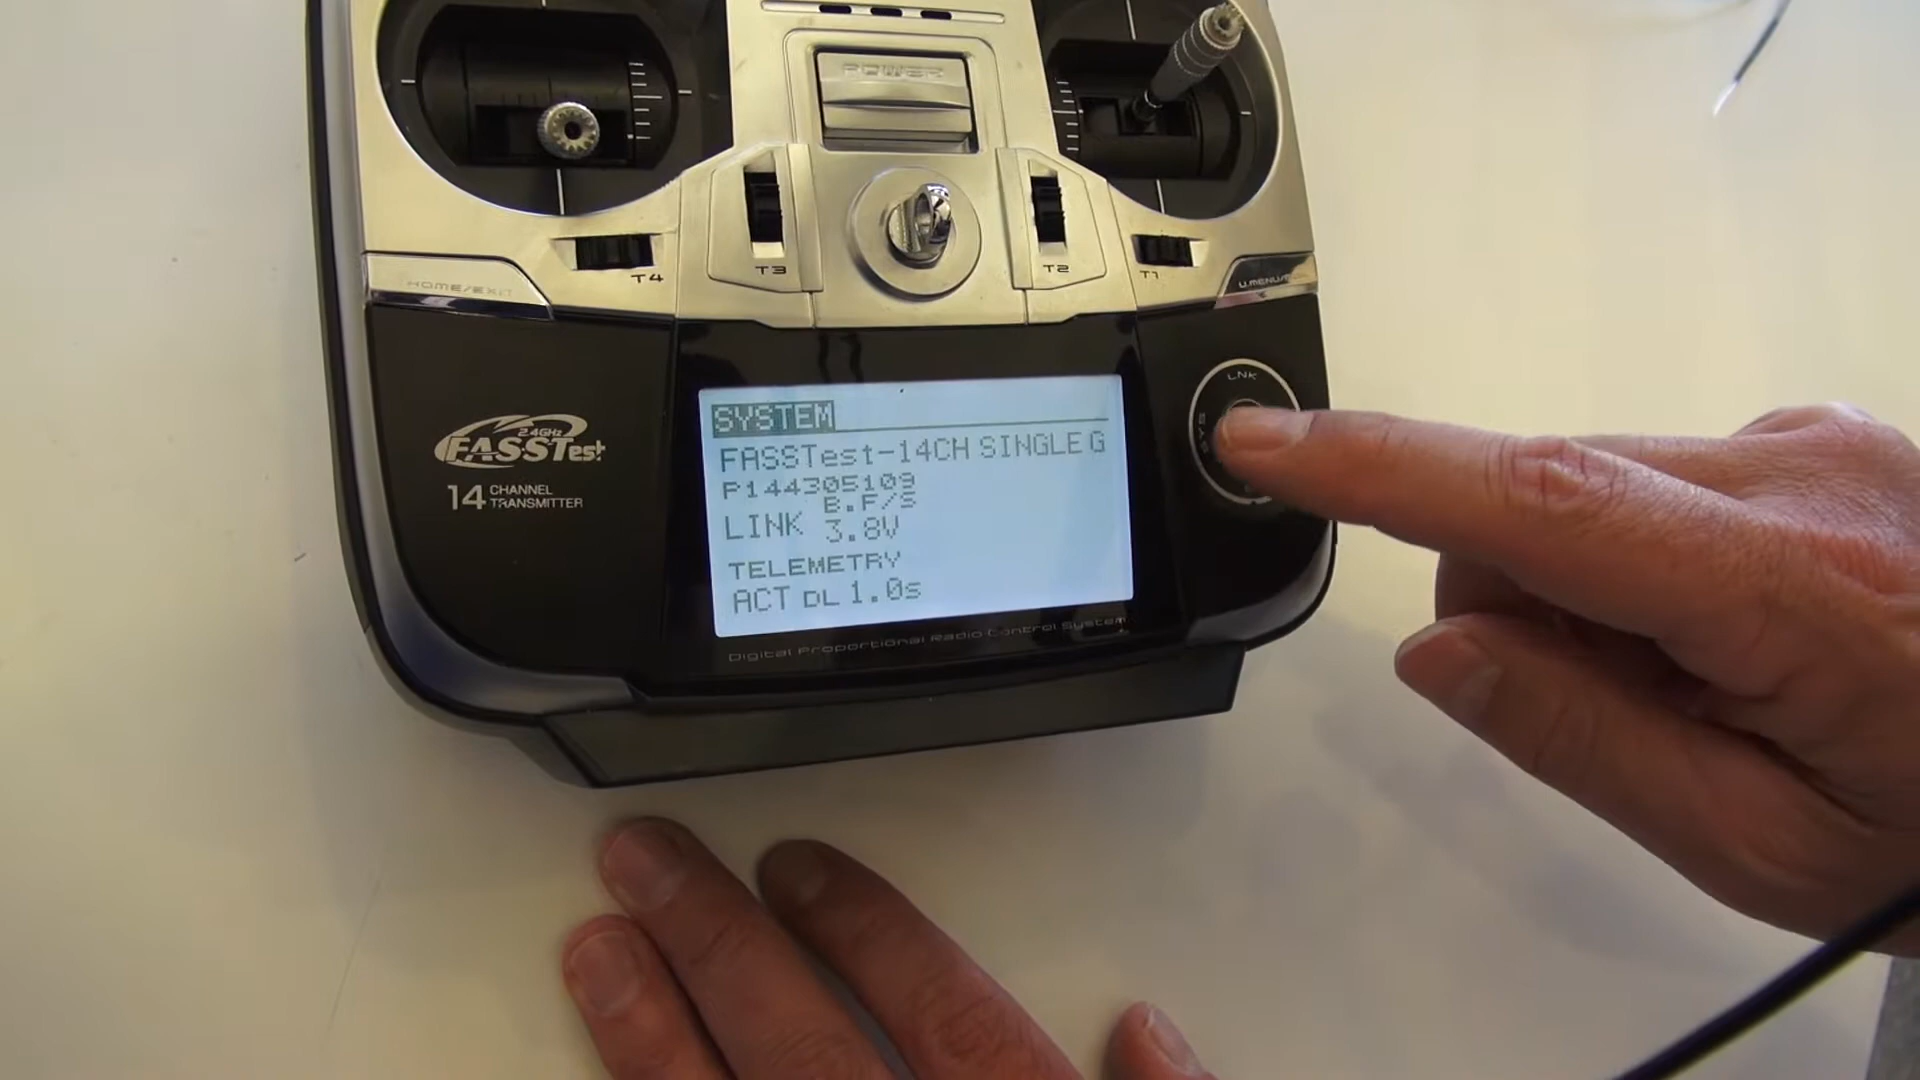 POWER
T4
T3
T2
T1
HOME/EXIT
U.MENU/
LNK
SYS
SYSTEM
FASSTest-14CH SINGLE G
P144305109
B.F/S
LINK 3.8V
TELEMETRY
ACT DL 1.0s
2.4GHz
FASSTest
14 CHANNEL
TRANSMITTER
Digital Proportional Radio Control System